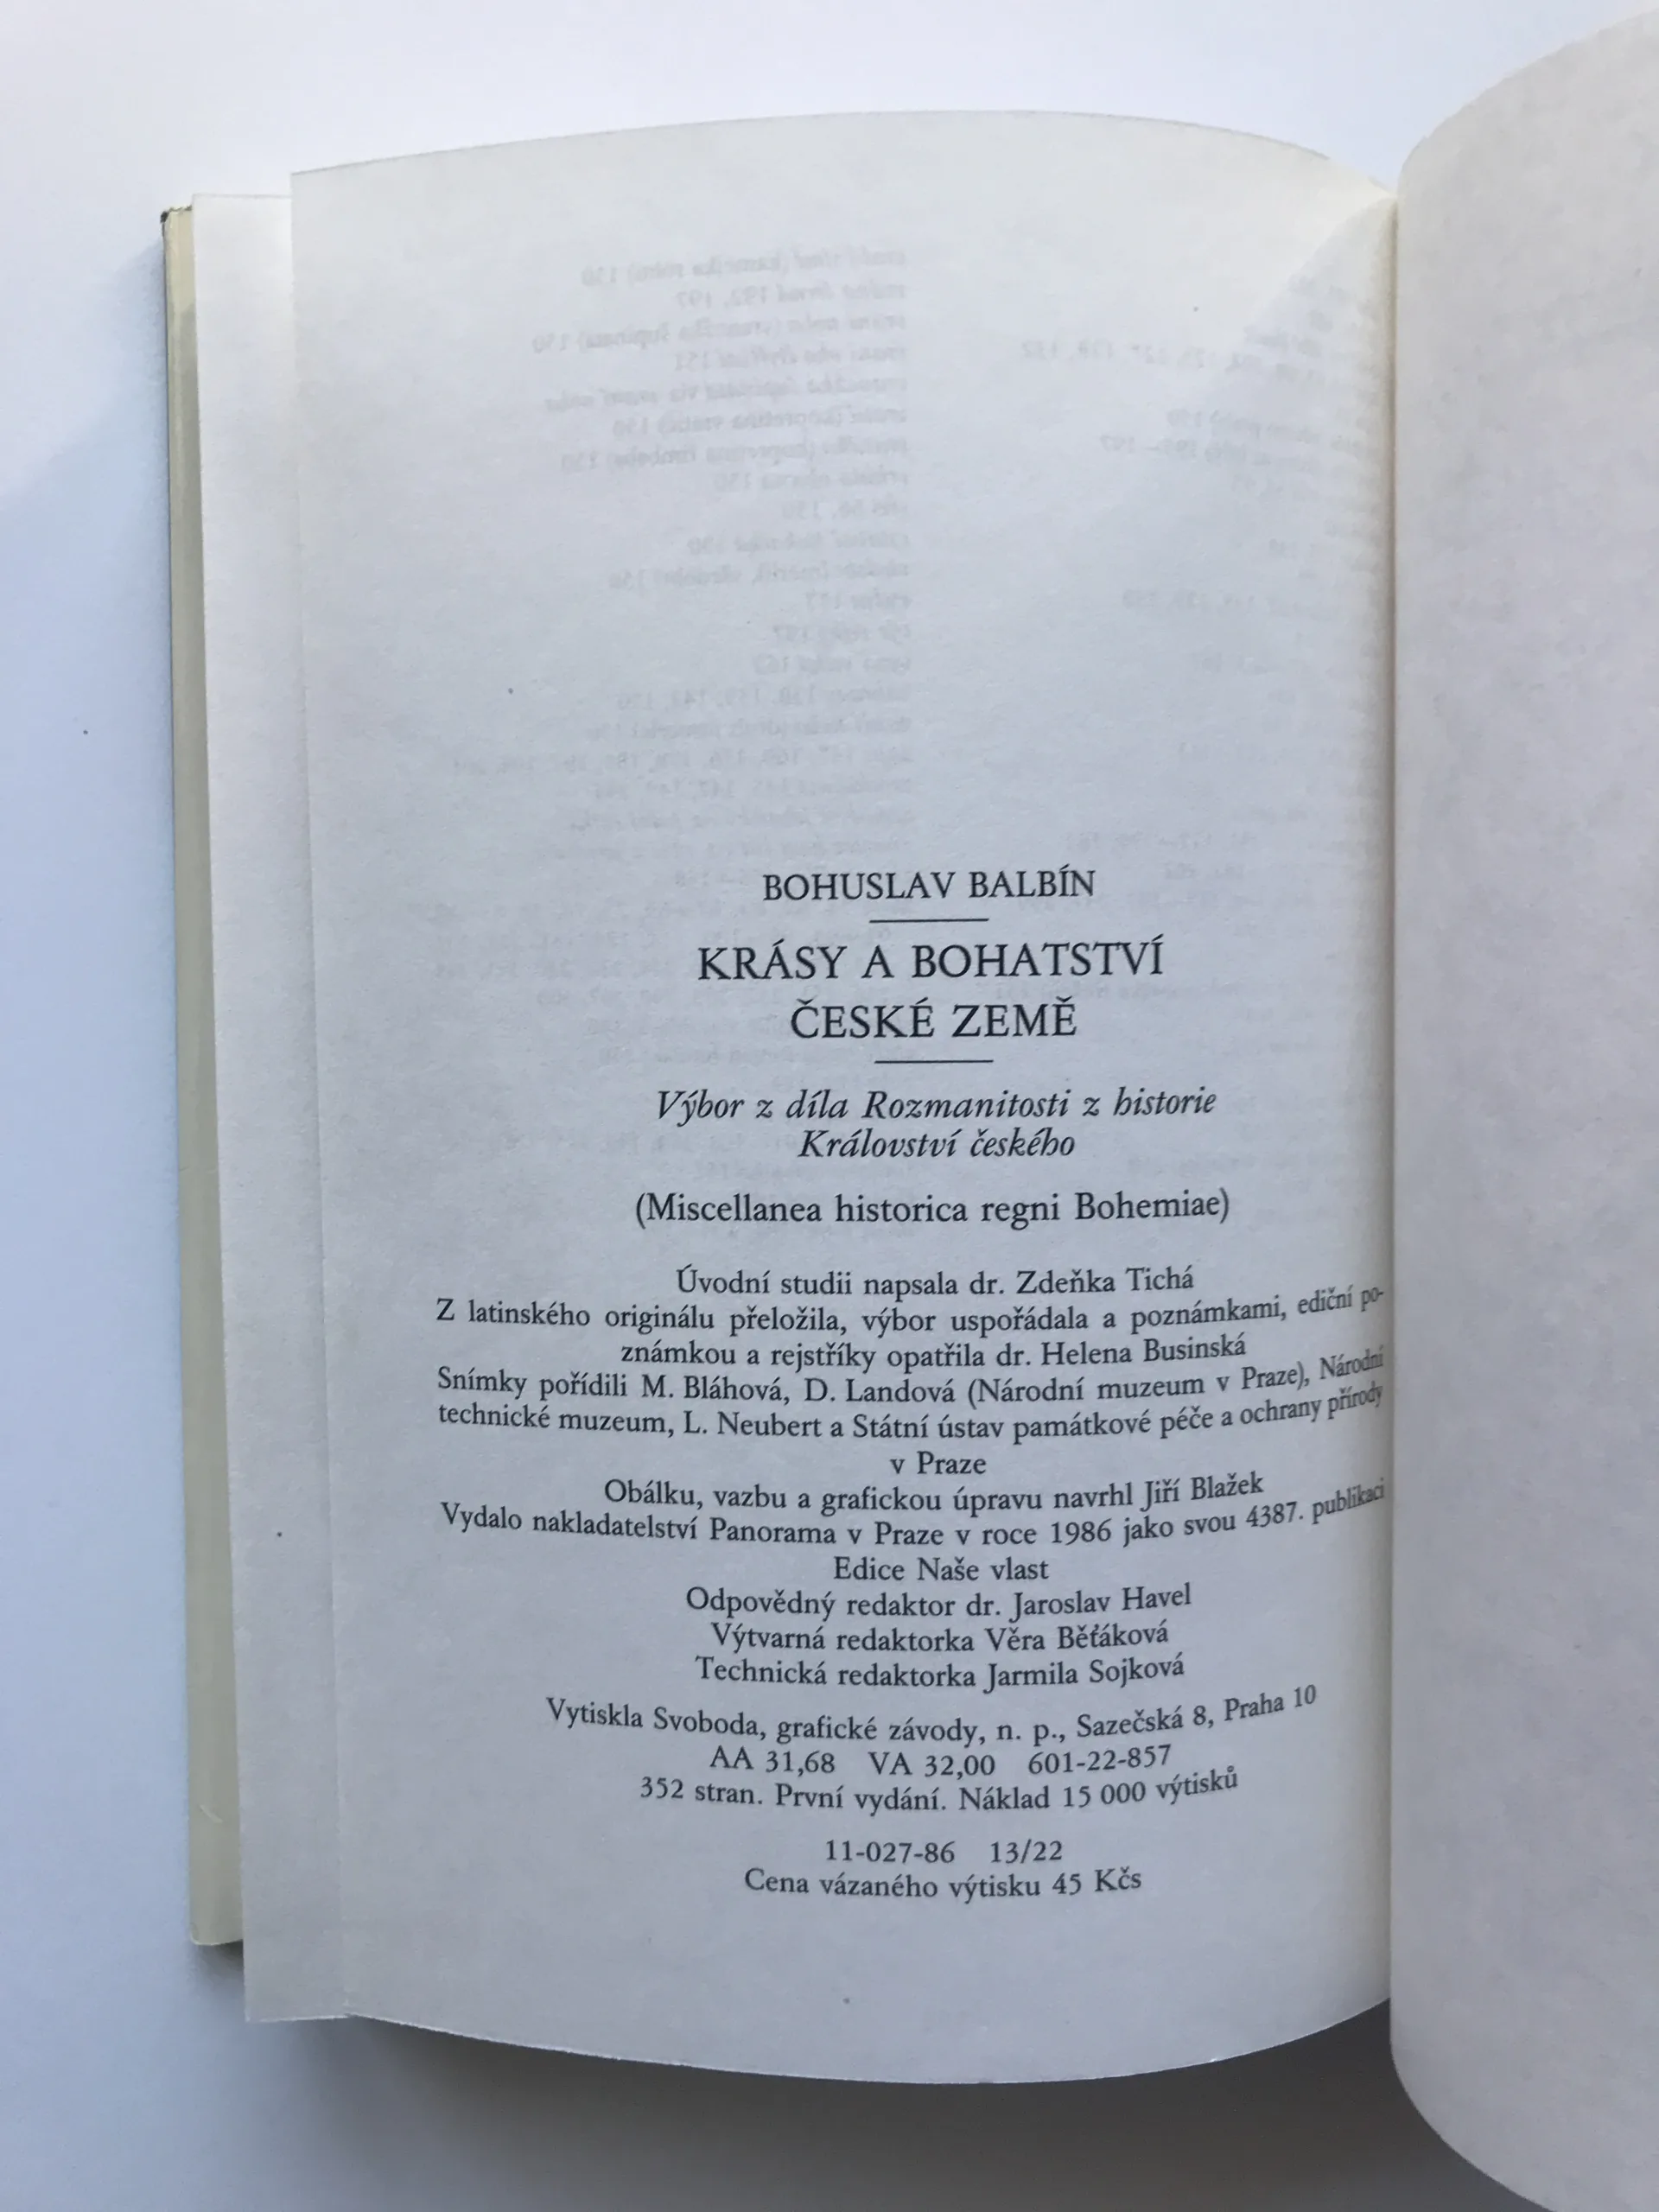 BOHUSLAV BALBÍN
KRÁSY A BOHATSTVÍ
ČESKÉ ZEMĚ
Výbor z díla Rozmanitosti z historie
Království českého
(Miscellanea historica regni Bohemiae)
Úvodní studii napsala dr. Zdeňka Tichá
Z latinského originálu přeložila, výbor uspořádala a poznámkami, ediční po-
známkou a rejstříky opatřila dr. Helena Businská
Snímky pořídili M. Bláhová, D. Landová (Národní muzeum v Praze), Národní
technické muzeum, L. Neubert a Státní ústav památkové péče a ochrany přírody
v Praze
Obálku, vazbu a grafickou úpravu navrhl Jiří Blažek
Vydalo nakladatelství Panorama v Praze v roce 1986 jako svou 4387. publikaci
Edice Naše vlast
Odpovědný redaktor dr. Jaroslav Havel
Výtvarná redaktorka Věra Běťáková
Technická redaktorka Jarmila Sojková
Vytiskla Svoboda, grafické závody, n. p., Sazečská 8, Praha 10
AA 31,68 VA 32,00 601-22-857
352 stran. První vydání. Náklad 15 000 výtisků
11-027-86 13/22
Cena vázaného výtisku 45 Kčs